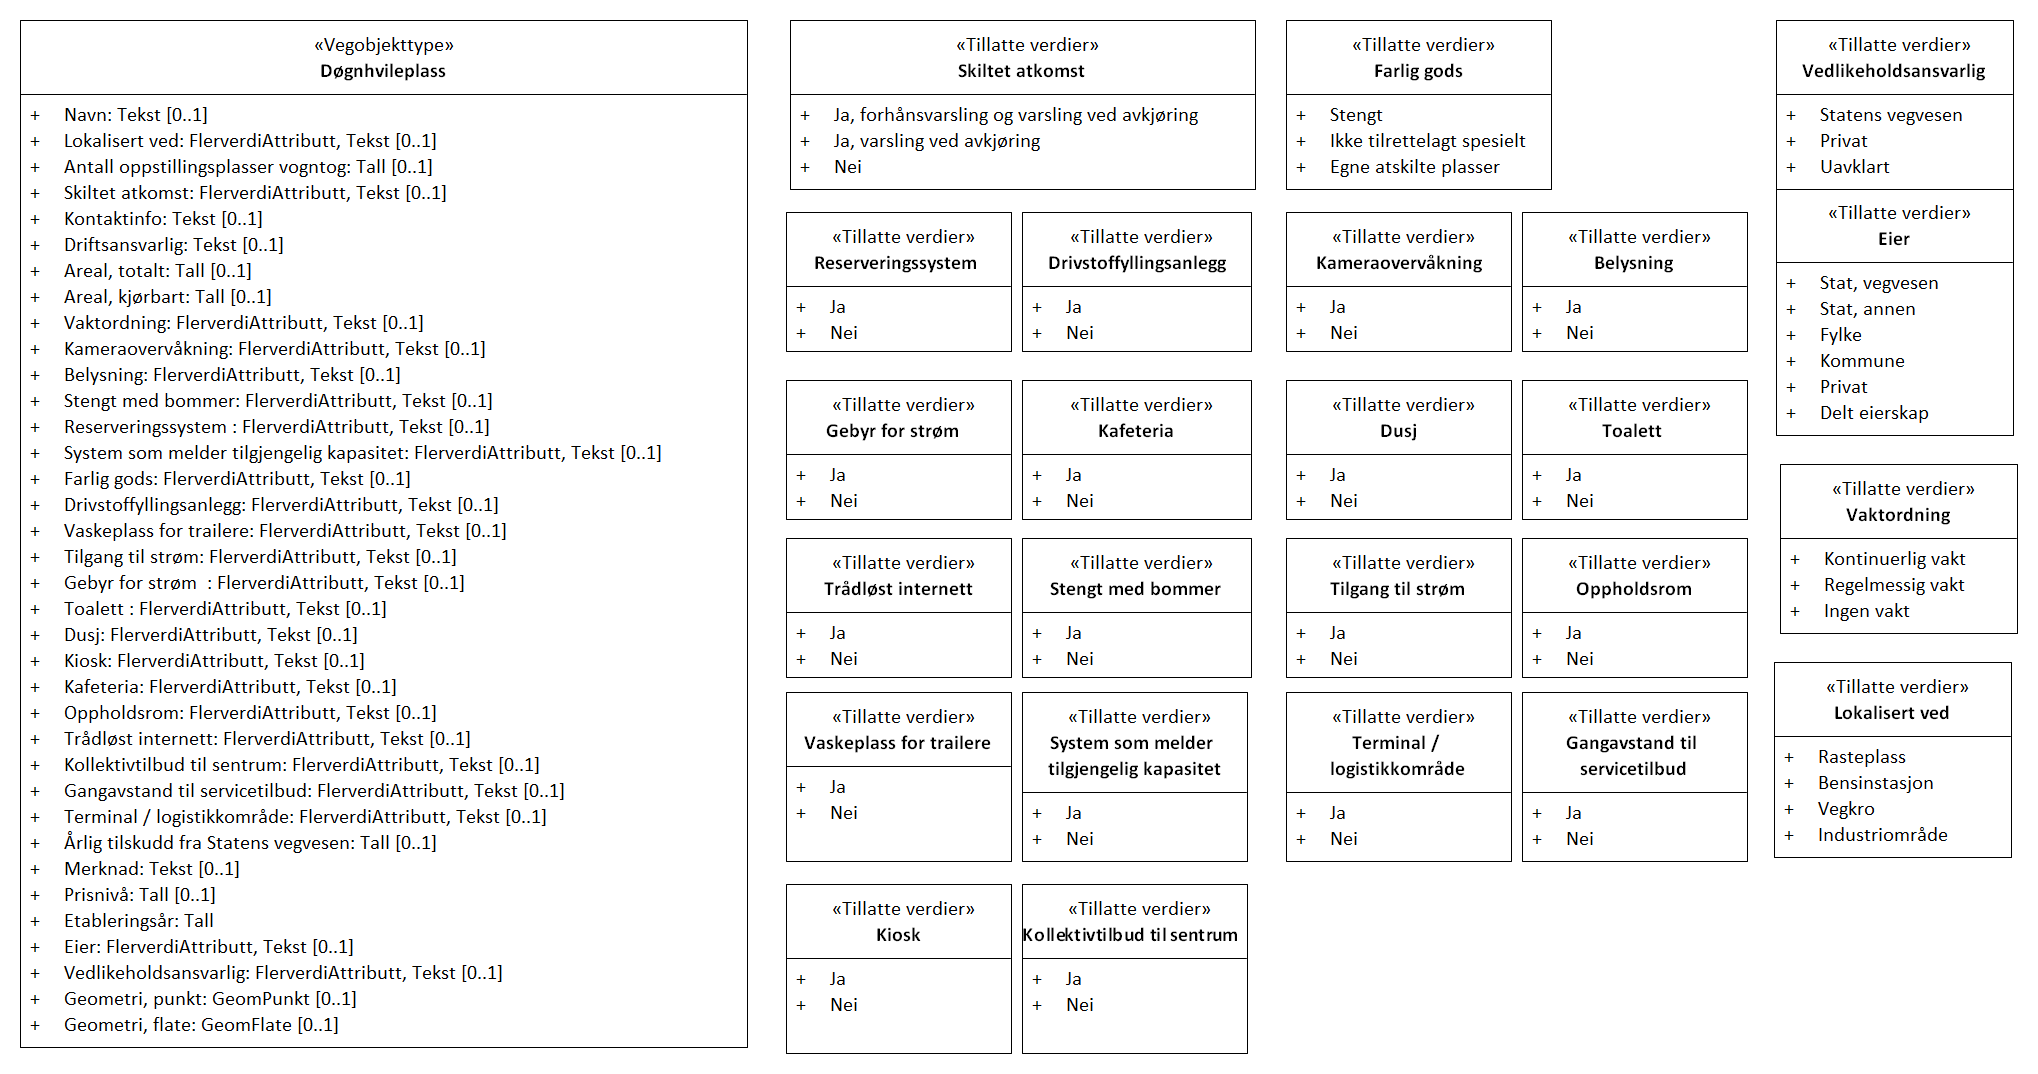 «Vegobjekttype»
Døgnhvileplass
+ Navn: Tekst [0..1]
+ Lokalisert ved: FlerverdiAttributt, Tekst [0..1]
+ Antall oppstillingsplasser vogntog: Tall [0..1]
+ Skiltet atkomst: FlerverdiAttributt, Tekst [0..1]
+ Kontaktinfo: Tekst [0..1]
+ Driftsansvarlig: Tekst [0..1]
+ Areal, totalt: Tall [0..1]
+ Areal, kjørbart: Tall [0..1]
+ Vaktordning: FlerverdiAttributt, Tekst [0..1]
+ Kameraovervåkning: FlerverdiAttributt, Tekst [0..1]
+ Belysning: FlerverdiAttributt, Tekst [0..1]
+ Stengt med bommer: FlerverdiAttributt, Tekst [0..1]
+ Reserveringssystem : FlerverdiAttributt, Tekst [0..1]
+ System som melder tilgjengelig kapasitet: FlerverdiAttributt, Tekst [0..1]
+ Farlig gods: FlerverdiAttributt, Tekst [0..1]
+ Drivstoffyllingsanlegg: FlerverdiAttributt, Tekst [0..1]
+ Vaskeplass for trailere: FlerverdiAttributt, Tekst [0..1]
+ Tilgang til strøm: FlerverdiAttributt, Tekst [0..1]
+ Gebyr for strøm : FlerverdiAttributt, Tekst [0..1]
+ Toalett : FlerverdiAttributt, Tekst [0..1]
+ Dusj: FlerverdiAttributt, Tekst [0..1]
+ Kiosk: FlerverdiAttributt, Tekst [0..1]
+ Kafeteria: FlerverdiAttributt, Tekst [0..1]
+ Oppholdsrom: FlerverdiAttributt, Tekst [0..1]
+ Trådløst internett: FlerverdiAttributt, Tekst [0..1]
+ Kollektivtilbud til sentrum: FlerverdiAttributt, Tekst [0..1]
+ Gangavstand til servicetilbud: FlerverdiAttributt, Tekst [0..1]
+ Terminal / logistikkområde: FlerverdiAttributt, Tekst [0..1]
+ Årlig tilskudd fra Statens vegvesen: Tall [0..1]
+ Merknad: Tekst [0..1]
+ Prisnivå: Tall [0..1]
+ Etableringsår: Tall
+ Eier: FlerverdiAttributt, Tekst [0..1]
+ Vedlikeholdsansvarlig: FlerverdiAttributt, Tekst [0..1]
+ Geometri, punkt: GeomPunkt [0..1]
+ Geometri, flate: GeomFlate [0..1]
«Tillatte verdier»
Skiltet atkomst
+ Ja, forhånsvarsling og varsling ved avkjøring
+ Ja, varsling ved avkjøring
+ Nei
«Tillatte verdier»
Farlig gods
+ Stengt
+ Ikke tilrettelagt spesielt
+ Egne atskilte plasser
«Tillatte verdier»
Reserveringssystem
+ Ja
+ Nei
«Tillatte verdier»
Drivstoffyllingsanlegg
+ Ja
+ Nei
«Tillatte verdier»
Kameraovervåkning
+ Ja
+ Nei
«Tillatte verdier»
Belysning
+ Ja
+ Nei
«Tillatte verdier»
Gebyr for strøm
+ Ja
+ Nei
«Tillatte verdier»
Kafeteria
+ Ja
+ Nei
«Tillatte verdier»
Dusj
+ Ja
+ Nei
«Tillatte verdier»
Toalett
+ Ja
+ Nei
«Tillatte verdier»
Trådløst internett
+ Ja
+ Nei
«Tillatte verdier»
Stengt med bommer
+ Ja
+ Nei
«Tillatte verdier»
Tilgang til strøm
+ Ja
+ Nei
«Tillatte verdier»
Oppholdsrom
+ Ja
+ Nei
«Tillatte verdier»
Vaskeplass for trailere
+ Ja
+ Nei
«Tillatte verdier»
System som melder
tilgjengelig kapasitet
+ Ja
+ Nei
«Tillatte verdier»
Terminal /
logistikkområde
+ Ja
+ Nei
«Tillatte verdier»
Gangavstand til
servicetilbud
+ Ja
+ Nei
«Tillatte verdier»
Kiosk
+ Ja
+ Nei
«Tillatte verdier»
Kollektivtilbud til sentrum
+ Ja
+ Nei
«Tillatte verdier»
Vedlikeholdsansvarlig
+ Statens vegvesen
+ Privat
+ Uavklart
«Tillatte verdier»
Eier
+ Stat, vegvesen
+ Stat, annen
+ Fylke
+ Kommune
+ Privat
+ Delt eierskap
«Tillatte verdier»
Vaktordning
+ Kontinuerlig vakt
+ Regelmessig vakt
+ Ingen vakt
«Tillatte verdier»
Lokalisert ved
+ Rasteplass
+ Bensinstasjon
+ Vegkro
+ Industriområde